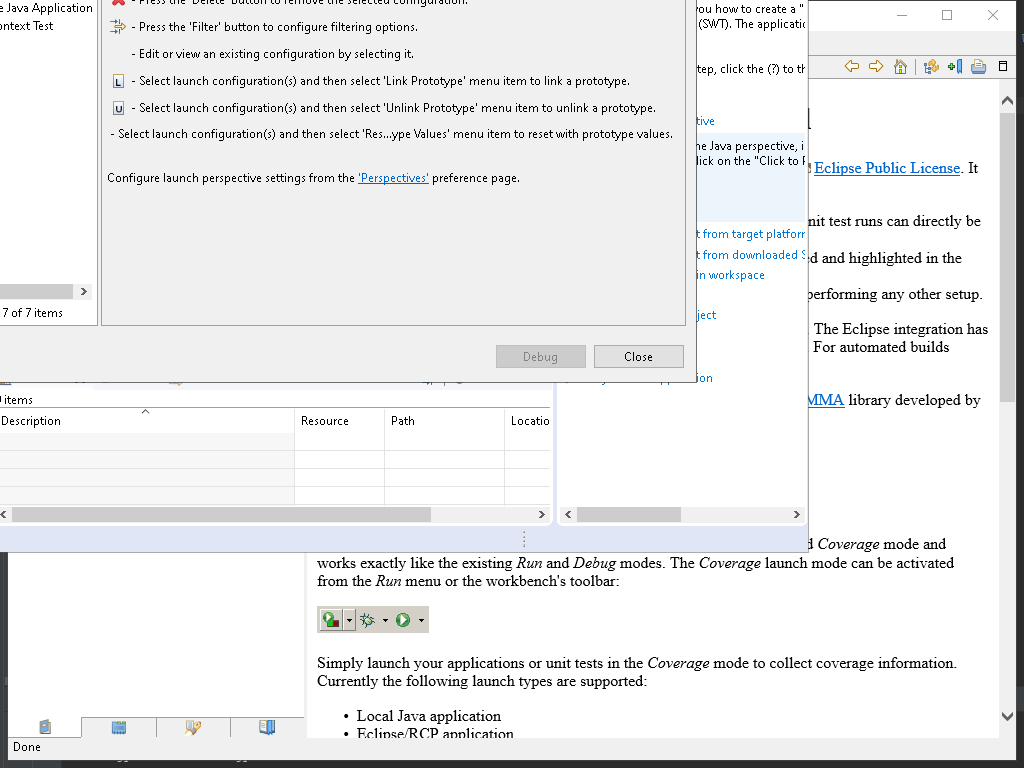 e Java Application
ontext Test
- Press the 'Delete' button to remove the selected configuration.
- Press the 'Filter' button to configure filtering options.
- Edit or view an existing configuration by selecting it.
L - Select launch configuration(s) and then select 'Link Prototype' menu item to link a prototype.
U - Select launch configuration(s) and then select 'Unlink Prototype' menu item to unlink a prototype.
- Select launch configuration(s) and then select 'Res...ype Values' menu item to reset with prototype values.
Configure launch perspective settings from the 'Perspectives' preference page.
7 of 7 items
Debug
Close
you how to create a "
(SWT). The applicatio
tep, click the (?) to th
tive
he Java perspective, i
lick on the "Click to P
t from target platform
t from downloaded S
in workspace
ject
ion
items
Description
Resource
Path
Locatio
Eclipse Public License. It
nit test runs can directly be
d and highlighted in the
performing any other setup.
The Eclipse integration has
For automated builds
MMA library developed by
d Coverage mode and
works exactly like the existing Run and Debug modes. The Coverage launch mode can be activated
from the Run menu or the workbench's toolbar:
Simply launch your applications or unit tests in the Coverage mode to collect coverage information.
Currently the following launch types are supported:
• Local Java application
• Eclipse/RCP application
Done